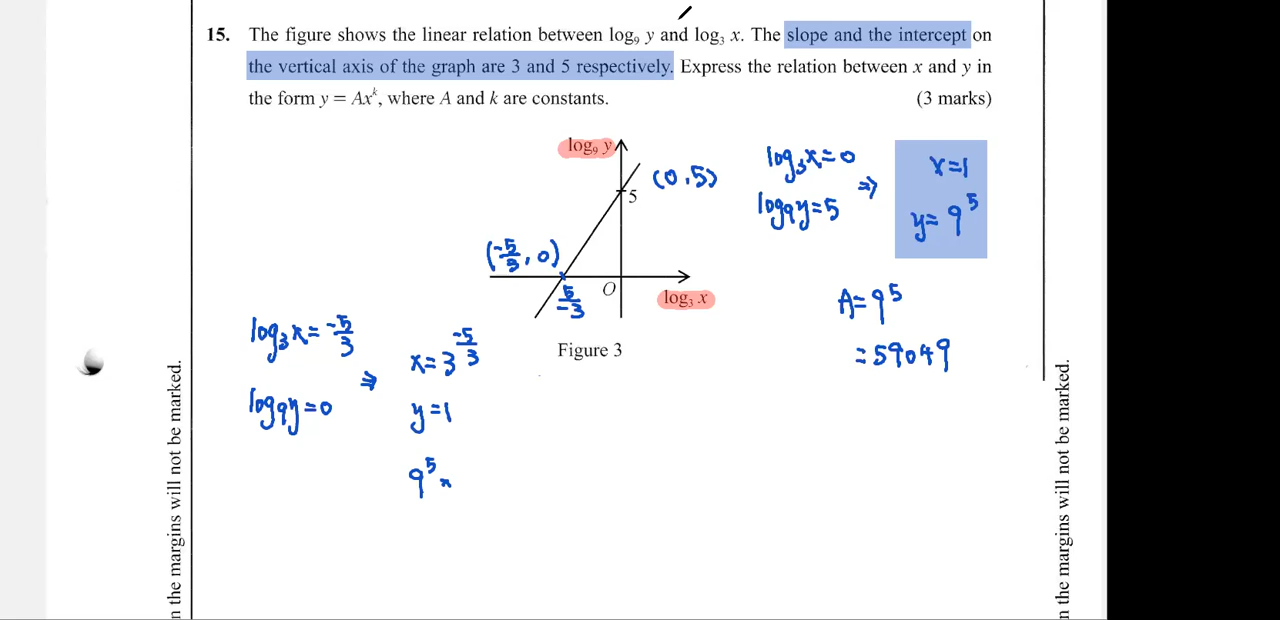 15. The figure shows the linear relation between log₉ y and log₃ x. The slope and the intercept on
the vertical axis of the graph are 3 and 5 respectively. Express the relation between x and y in
the form y = Axᵏ, where A and k are constants. (3 marks)
log₉ y
(0,5)
5
(-5/3, 0)
O
5/-3
log₃ x
Figure 3
log₃x=0
log₉y=5
⇒
x=1
y=9⁵
A=9⁵
=59049
log₃x=-5/3
log₉y=0
⇒
x=3^(-5/3)
y=1
9⁵ x
n the margins will not be marked.
n the margins will not be marked.